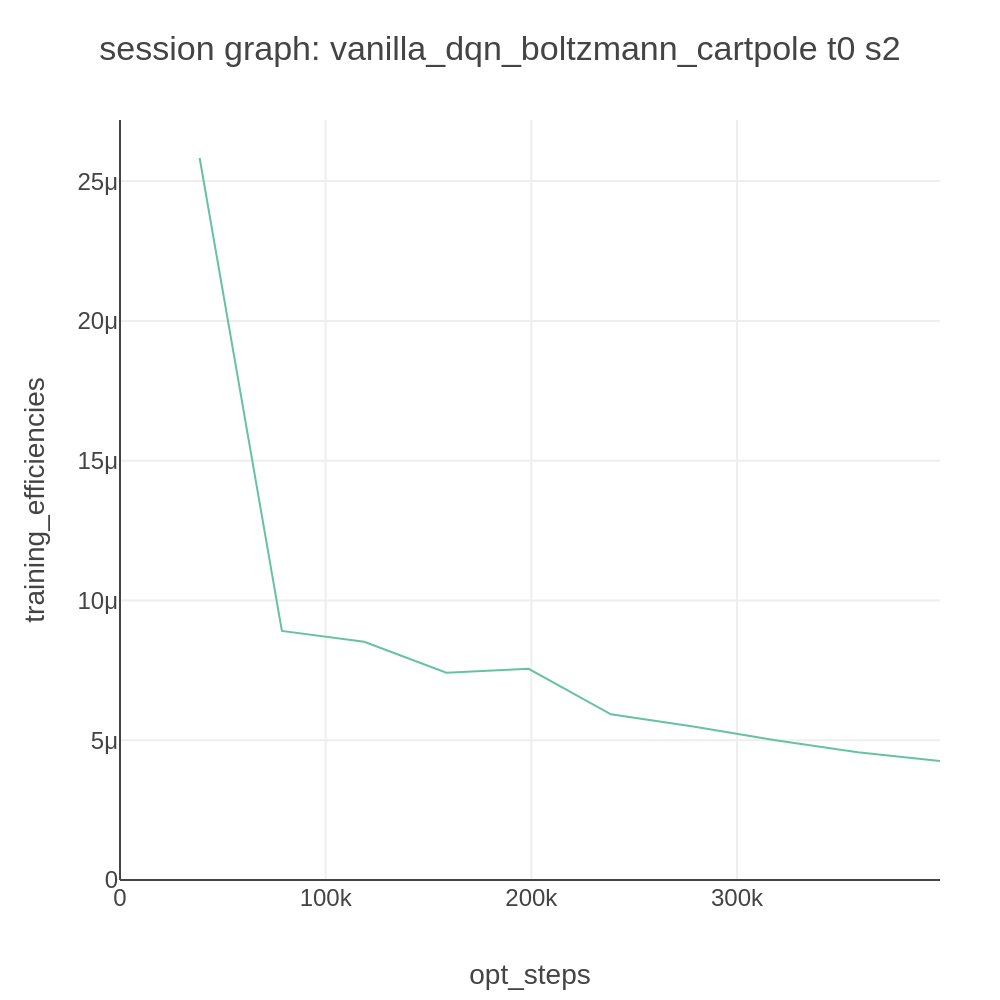 session graph: vanilla_dqn_boltzmann_cartpole t0 s2
25μ
20μ
15μ
10μ
5μ
0
training_efficiencies
0
100k
200k
300k
opt_steps